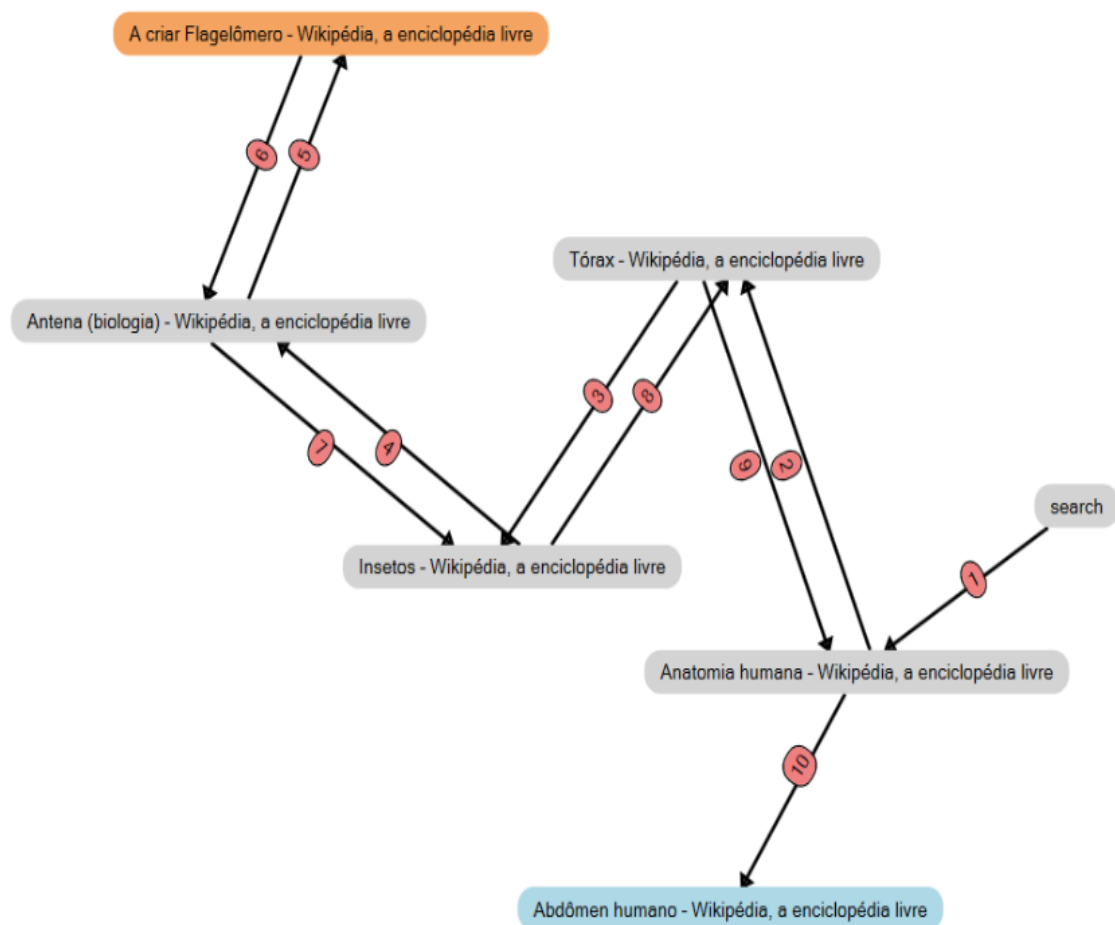 A criar Flagelômero - Wikipédia, a enciclopédia livre
6
5
Tórax - Wikipédia, a enciclopédia livre
Antena (biologia) - Wikipédia, a enciclopédia livre
3
8
7
4
9
2
search
Insetos - Wikipédia, a enciclopédia livre
1
Anatomia humana - Wikipédia, a enciclopédia livre
10
Abdômen humano - Wikipédia, a enciclopédia livre